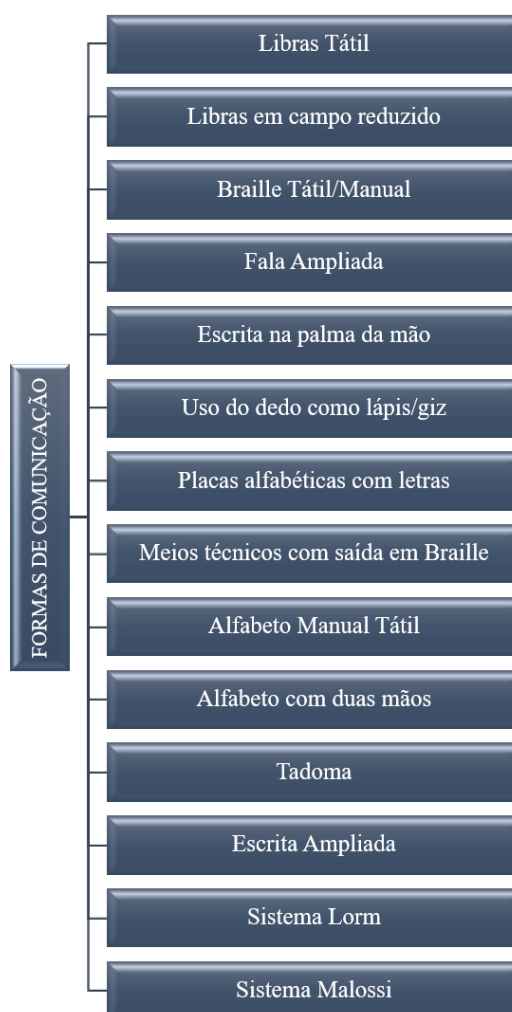 FORMAS DE COMUNICAÇÃO
Libras Tátil
Libras em campo reduzido
Braille Tátil/Manual
Fala Ampliada
Escrita na palma da mão
Uso do dedo como lápis/giz
Placas alfabéticas com letras
Meios técnicos com saída em Braille
Alfabeto Manual Tátil
Alfabeto com duas mãos
Tadoma
Escrita Ampliada
Sistema Lorm
Sistema Malossi